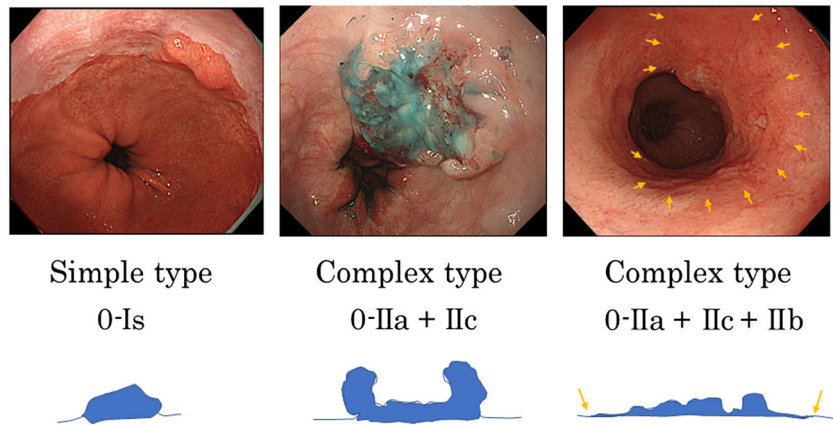 Simple type
0-Is
Complex type
0-IIa + IIc
Complex type
0-IIa + IIc + IIb